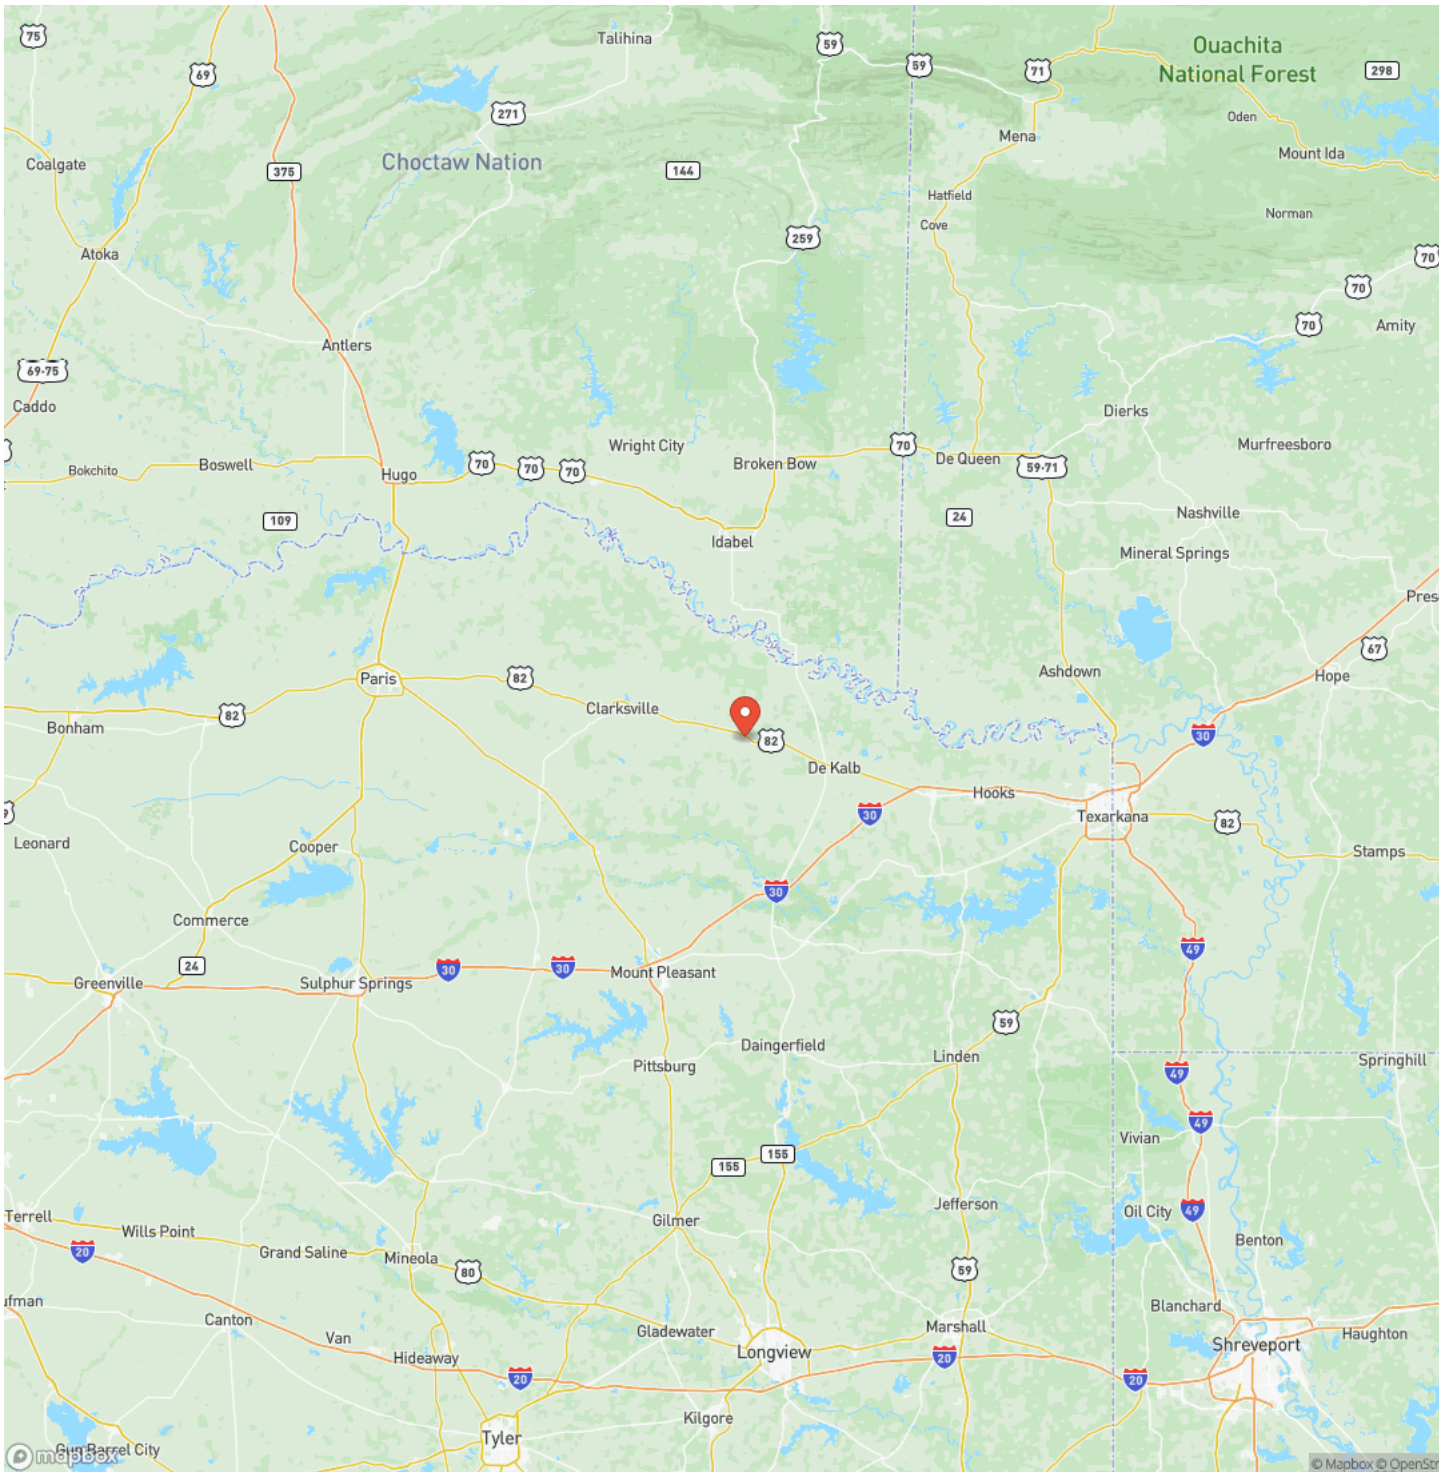 75
Talihina
59
59
71
Ouachita
National Forest
298
69
271
Oden
Mena
Mount Ida
Coalgate
Choctaw Nation
375
144
Hatfield
Norman
Cove
259
Atoka
70
70
70
Amity
Antlers
69-75
Caddo
Dierks
Wright City
70
Murfreesboro
Boswell
Bokchito
70
70
70
Broken Bow
De Queen
59-71
Hugo
109
24
Nashville
Idabel
Mineral Springs
Pres
67
Paris
82
Ashdown
Hope
Clarksville
82
Bonham
82
30
De Kalb
Hooks
30
Texarkana
82
9
Leonard
Cooper
Stamps
30
Commerce
49
24
30
30
Mount Pleasant
Greenville
Sulphur Springs
59
Daingerfield
Linden
Pittsburg
Springhill
49
49
Vivian
155
155
Jefferson
Oil City
49
Terrell
Gilmer
Wills Point
20
Grand Saline
Mineola
80
59
Benton
ufman
Blanchard
Canton
Van
Gladewater
Marshall
Haughton
Longview
Shreveport
Hideaway
20
20
20
Kilgore
Tyler
Gun Barrel City
mapbox
© Mapbox © OpenStr